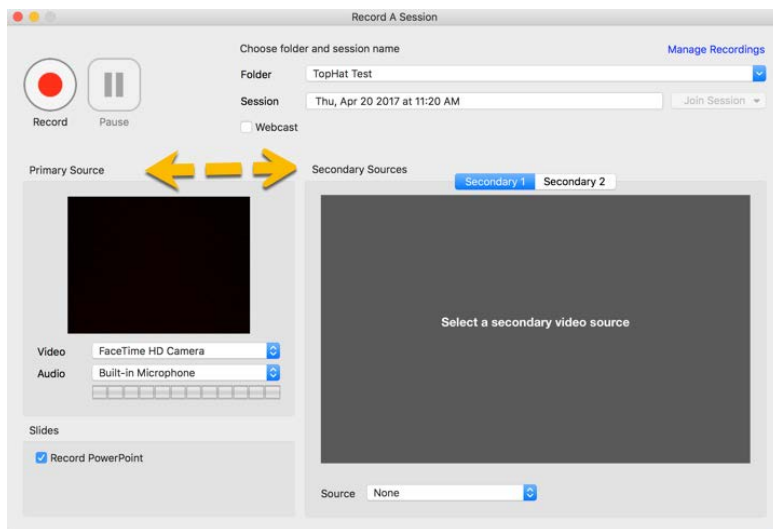 Record A Session
Choose folder and session name
Manage Recordings
Folder
TopHat Test
Session
Thu, Apr 20 2017 at 11:20 AM
Join Session
Record
Pause
Webcast
Primary Source
Secondary Sources
Secondary 1
Secondary 2
Select a secondary video source
Video
FaceTime HD Camera
Audio
Built-in Microphone
Slides
Record PowerPoint
Source
None